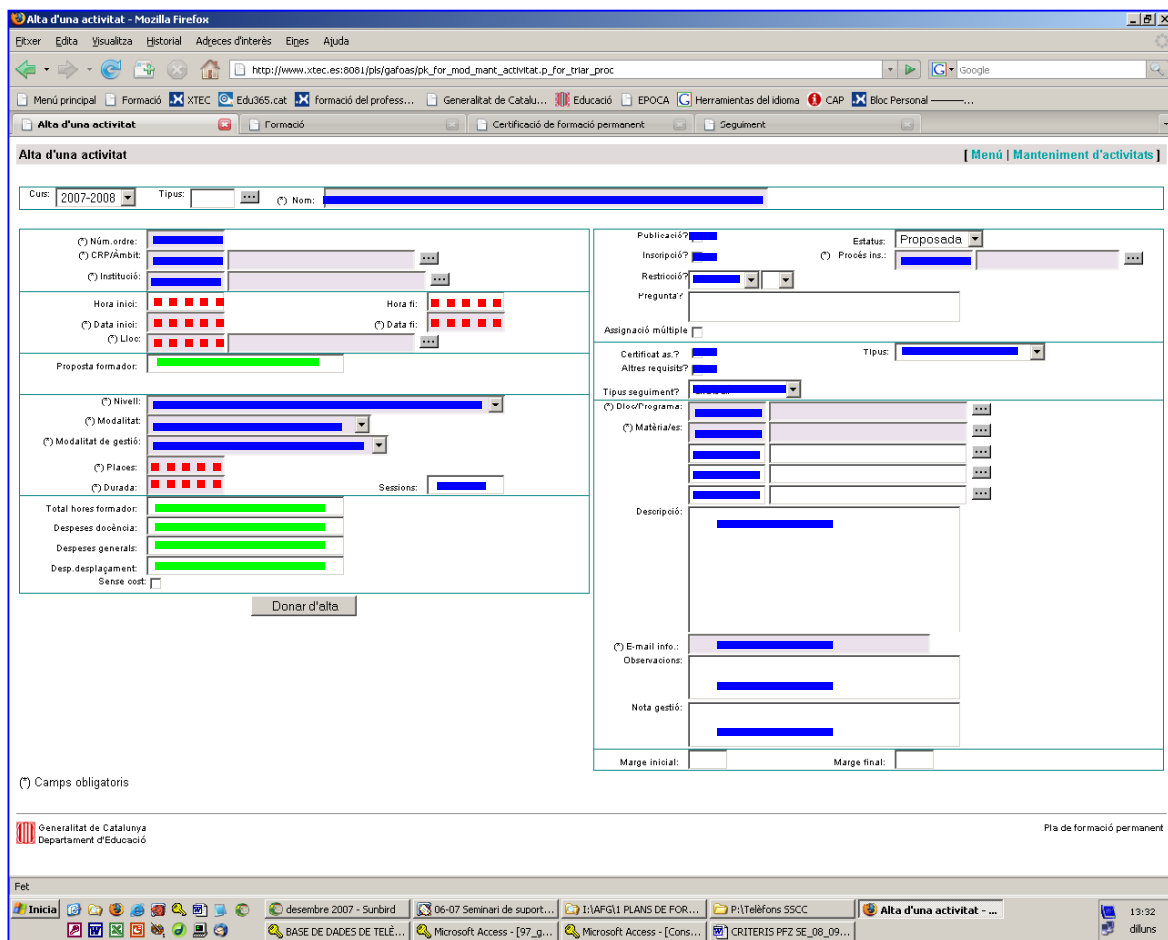 Alta d'una activitat - Mozilla Firefox
Fitxer Edita Visualitza Historial Adreces d'interès Eines Ajuda
http://www.xtec.es:8081/pls/gafoas/pk_for_mod_mant_activitat.p_for_triar_proc
Google
Menú principal Formació XTEC Edu365.cat formació del profess... Generalitat de Catalu... Educació EPOCA Herramientas del idioma CAP Bloc Personal ———...
Alta d'una activitat Formació Certificació de formació permanent Seguiment
Alta d'una activitat [ Menú | Manteniment d'activitats ]
Curs: 2007-2008 Tipus: ... (*) Nom:
(*) Núm.ordre:
(*) CRP/Àmbit: ...
(*) Institució: ...
Hora inici: Hora fi:
(*) Data inici: (*) Data fi:
(*) Lloc: ...
Proposta formador:
(*) Nivell:
(*) Modalitat:
(*) Modalitat de gestió:
(*) Places:
(*) Durada: Sessions:
Total hores formador:
Despeses docència:
Despeses generals:
Desp.desplaçament:
Sense cost:
Donar d'alta
Publicació? Estatus: Proposada
Inscripció? (*) Procés ins.: ...
Restricció?
Pregunta?
Assignació múltiple
Certificat as.? Tipus:
Altres requisits?
Tipus seguiment?
(*) Bloc/Programa: ...
(*) Matèria/es: ...
...
...
...
Descripció:
(*) E-mail info.:
Observacions:
Nota gestió:
Marge inicial: Marge final:
(*) Camps obligatoris
Generalitat de Catalunya
Departament d'Educació
Pla de formació permanent
Fet
Inicia desembre 2007 - Sunbird 06-07 Seminari de suport... I:\AFG\1 PLANS DE FOR... P:\Telèfons SSCC Alta d'una activitat - ... 13:32
BASE DE DADES DE TELÈ... Microsoft Access - [97_g... Microsoft Access - [Cons... CRITERIS PFZ SE_08_09... dilluns